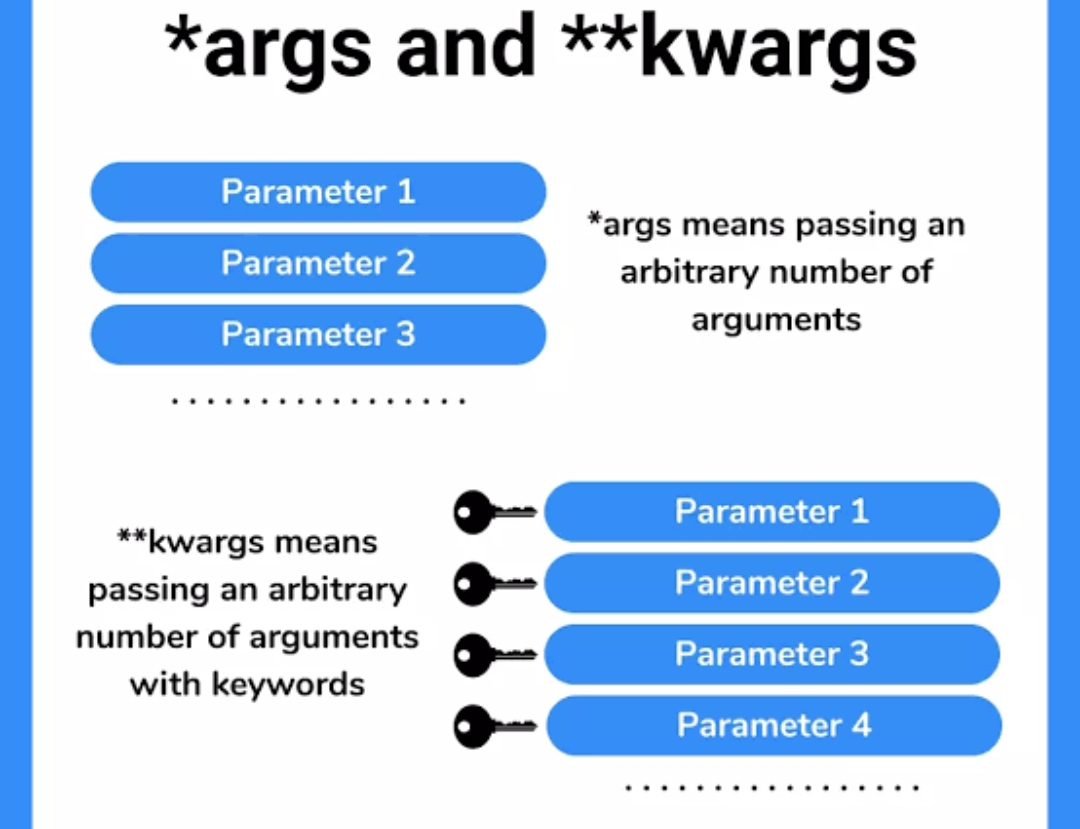 *args and **kwargs
Parameter 1
Parameter 2
Parameter 3
*args means passing an
arbitrary number of
arguments
.................
**kwargs means
passing an arbitrary
number of arguments
with keywords
Parameter 1
Parameter 2
Parameter 3
Parameter 4
.................